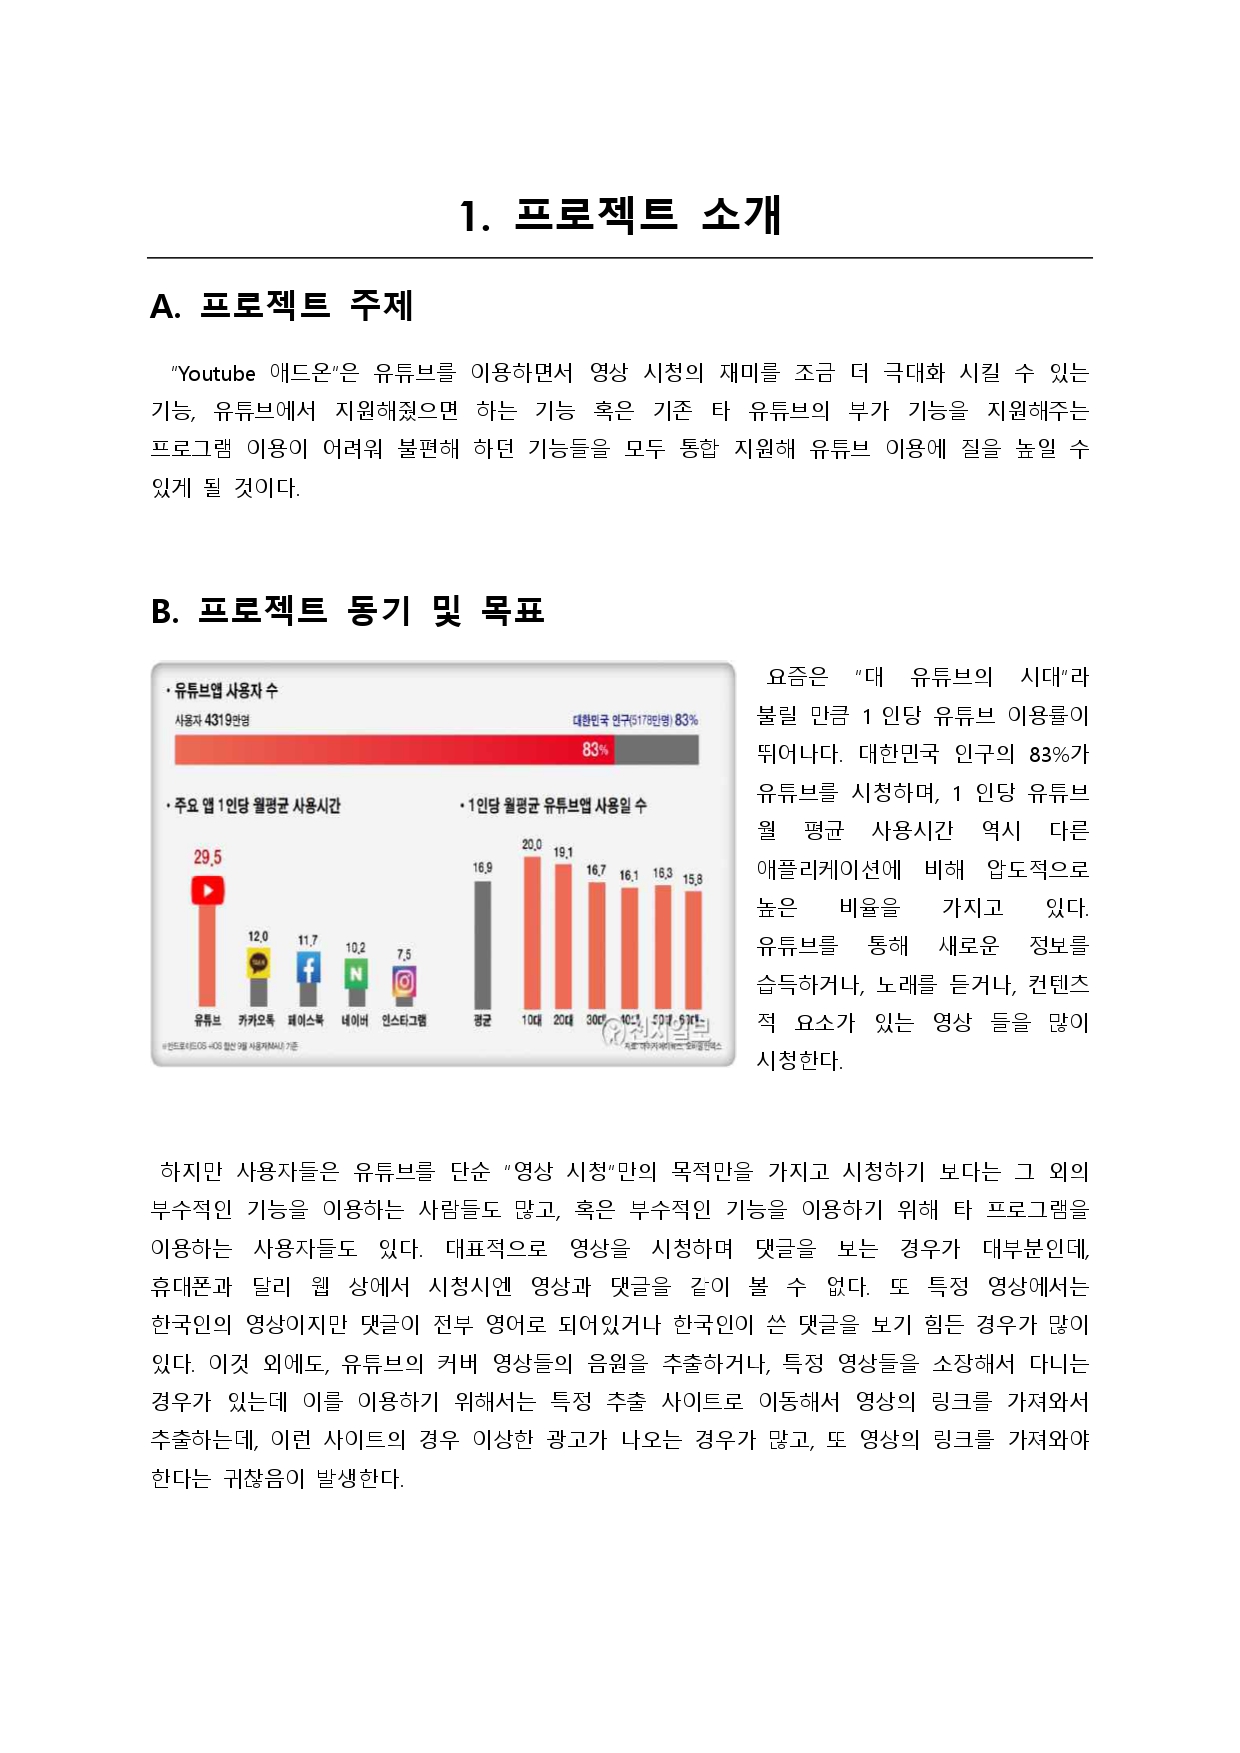 1. 프로젝트 소개
A. 프로젝트 주제
"Youtube 애드온"은 유튜브를 이용하면서 영상 시청의 재미를 조금 더 극대화 시킬 수 있는
기능, 유튜브에서 지원해줬으면 하는 기능 혹은 기존 타 유튜브의 부가 기능을 지원해주는
프로그램 이용이 어려워 불편해 하던 기능들을 모두 통합 지원해 유튜브 이용에 질을 높일 수
있게 될 것이다.
B. 프로젝트 동기 및 목표
· 유튜브앱 사용자 수
사용자 4319만명 대한민국 인구(5178만명) 83%
83%
· 주요 앱 1인당 월평균 사용시간
29.5
12.0
11.7
10.2
7.5
유튜브 카카오톡 페이스북 네이버 인스타그램
· 1인당 월평균 유튜브앱 사용일 수
16.9
20.0
19.1
16.7
16.1
16.3
15.8
평균 10대 20대 30대 40대 50대 60대~
※안드로이드OS+iOS 합산 9월 사용자(MAU) 기준
천지일보
요즘은 "대 유튜브의 시대"라
불릴 만큼 1 인당 유튜브 이용률이
뛰어나다. 대한민국 인구의 83%가
유튜브를 시청하며, 1 인당 유튜브
월 평균 사용시간 역시 다른
애플리케이션에 비해 압도적으로
높은 비율을 가지고 있다.
유튜브를 통해 새로운 정보를
습득하거나, 노래를 듣거나, 컨텐츠
적 요소가 있는 영상 들을 많이
시청한다.
하지만 사용자들은 유튜브를 단순 "영상 시청"만의 목적만을 가지고 시청하기 보다는 그 외의
부수적인 기능을 이용하는 사람들도 많고, 혹은 부수적인 기능을 이용하기 위해 타 프로그램을
이용하는 사용자들도 있다. 대표적으로 영상을 시청하며 댓글을 보는 경우가 대부분인데,
휴대폰과 달리 웹 상에서 시청시엔 영상과 댓글을 같이 볼 수 없다. 또 특정 영상에서는
한국인의 영상이지만 댓글이 전부 영어로 되어있거나 한국인이 쓴 댓글을 보기 힘든 경우가 많이
있다. 이것 외에도, 유튜브의 커버 영상들의 음원을 추출하거나, 특정 영상들을 소장해서 다니는
경우가 있는데 이를 이용하기 위해서는 특정 추출 사이트로 이동해서 영상의 링크를 가져와서
추출하는데, 이런 사이트의 경우 이상한 광고가 나오는 경우가 많고, 또 영상의 링크를 가져와야
한다는 귀찮음이 발생한다.